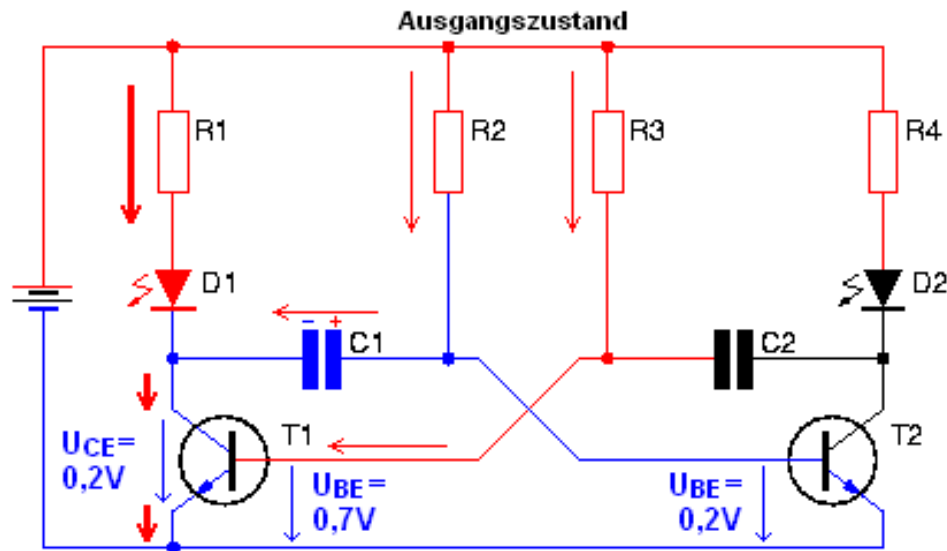 Ausgangszustand
R1
R2
R3
R4
D1
D2
- +
C1
C2
T1
T2
UCE=
0,2V
UBE=
0,7V
UBE=
0,2V